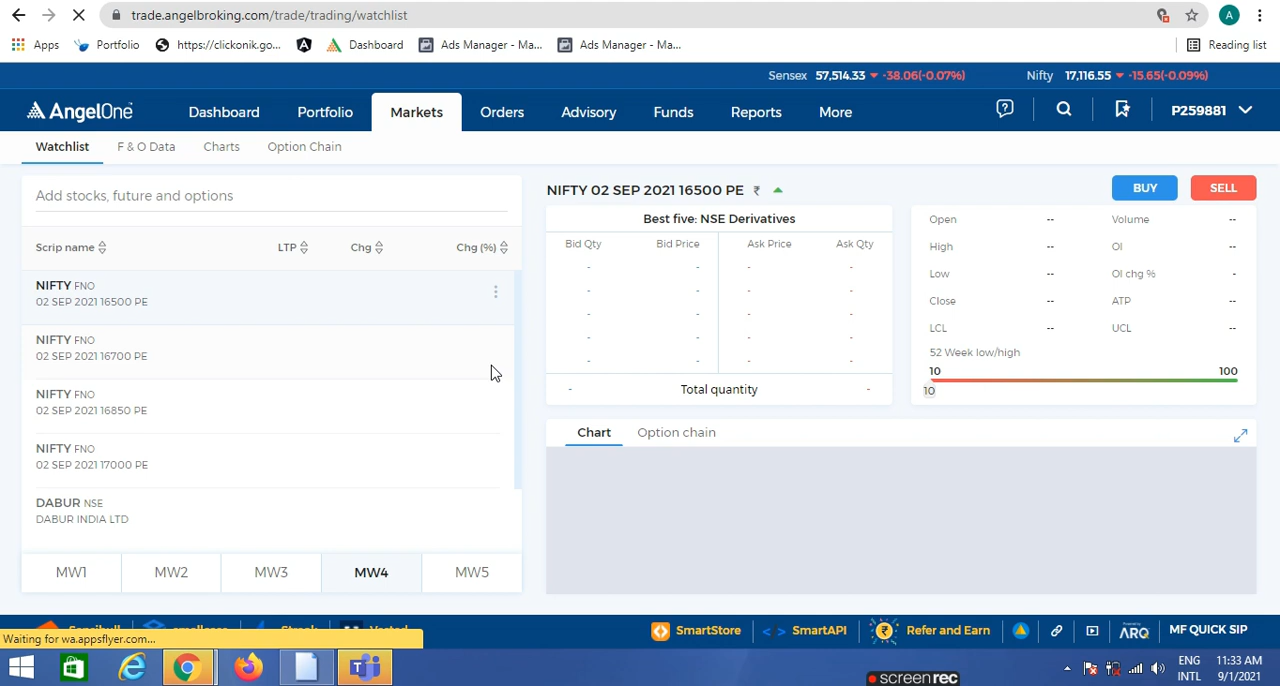 trade.angelbroking.com/trade/trading/watchlist
A
Apps Portfolio https://clickonik.go... Dashboard Ads Manager - Ma... Ads Manager - Ma... Reading list
Sensex 57,514.33 -38.06(-0.07%) Nifty 17,116.55 -15.65(-0.09%)
AngelOne Dashboard Portfolio Markets Orders Advisory Funds Reports More P259881
Watchlist F & O Data Charts Option Chain
Add stocks, future and options
Scrip name LTP Chg Chg (%)
NIFTY FNO
02 SEP 2021 16500 PE
NIFTY FNO
02 SEP 2021 16700 PE
NIFTY FNO
02 SEP 2021 16850 PE
NIFTY FNO
02 SEP 2021 17000 PE
DABUR NSE
DABUR INDIA LTD
MW1 MW2 MW3 MW4 MW5
NIFTY 02 SEP 2021 16500 PE ₹ BUY SELL
Best five: NSE Derivatives
Bid Qty Bid Price Ask Price Ask Qty
- - - -
- - - -
- - - -
- - - -
- - - -
- Total quantity -
Open -- Volume --
High -- OI --
Low -- OI chg % -
Close -- ATP --
LCL -- UCL --
52 Week low/high
10 100
10
Chart Option chain
SmartStore <> SmartAPI Refer and Earn Powered by ARQ MF QUICK SIP
Waiting for wa.appsflyer.com...
ENG 11:33 AM
INTL 9/1/2021
screenrec